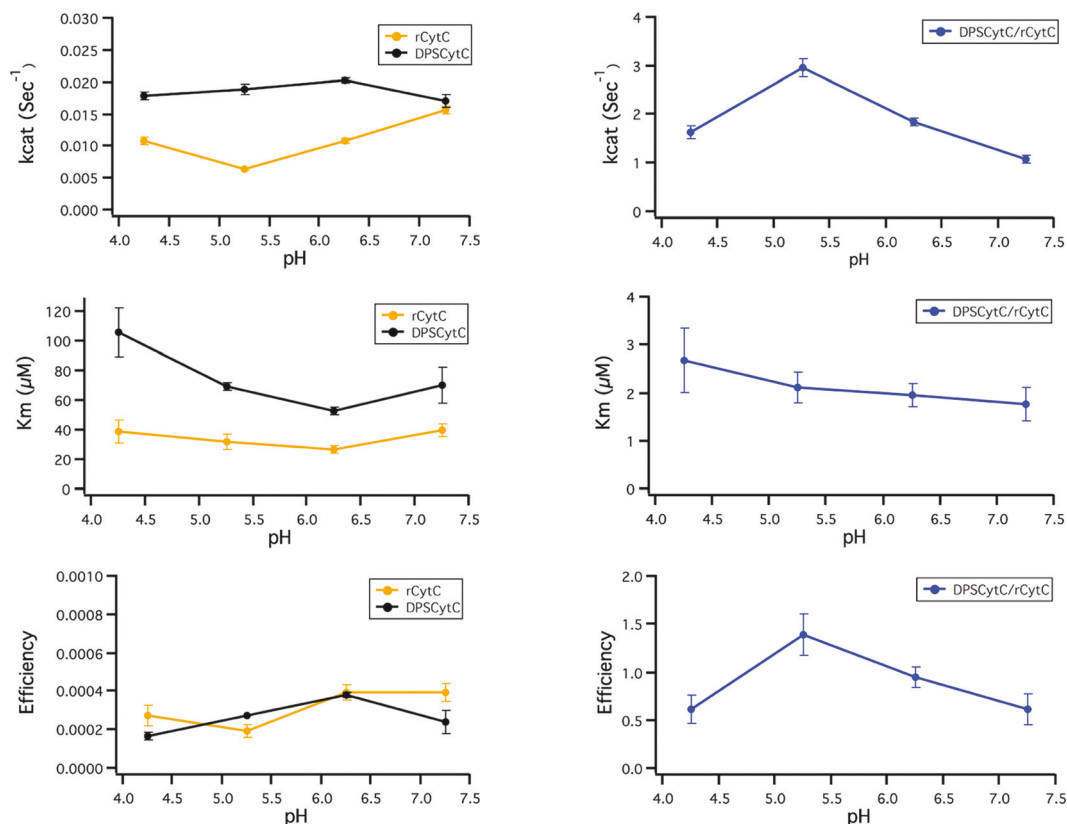 0.030
0.025
0.020
0.015
0.010
0.005
0.000
kcat (Sec⁻¹)
rCytC
DPSCytC
4.0 4.5 5.0 5.5 6.0 6.5 7.0 7.5
pH
4
3
2
1
0
kcat (Sec⁻¹)
DPSCytC/rCytC
4.0 4.5 5.0 5.5 6.0 6.5 7.0 7.5
pH
120
100
80
60
40
20
0
Km (µM)
rCytC
DPSCytC
4.0 4.5 5.0 5.5 6.0 6.5 7.0 7.5
pH
4
3
2
1
0
Km (µM)
DPSCytC/rCytC
4.0 4.5 5.0 5.5 6.0 6.5 7.0 7.5
pH
0.0010
0.0008
0.0006
0.0004
0.0002
0.0000
Efficiency
rCytC
DPSCytC
4.0 4.5 5.0 5.5 6.0 6.5 7.0 7.5
pH
2.0
1.5
1.0
0.5
0.0
Efficiency
DPSCytC/rCytC
4.0 4.5 5.0 5.5 6.0 6.5 7.0 7.5
pH